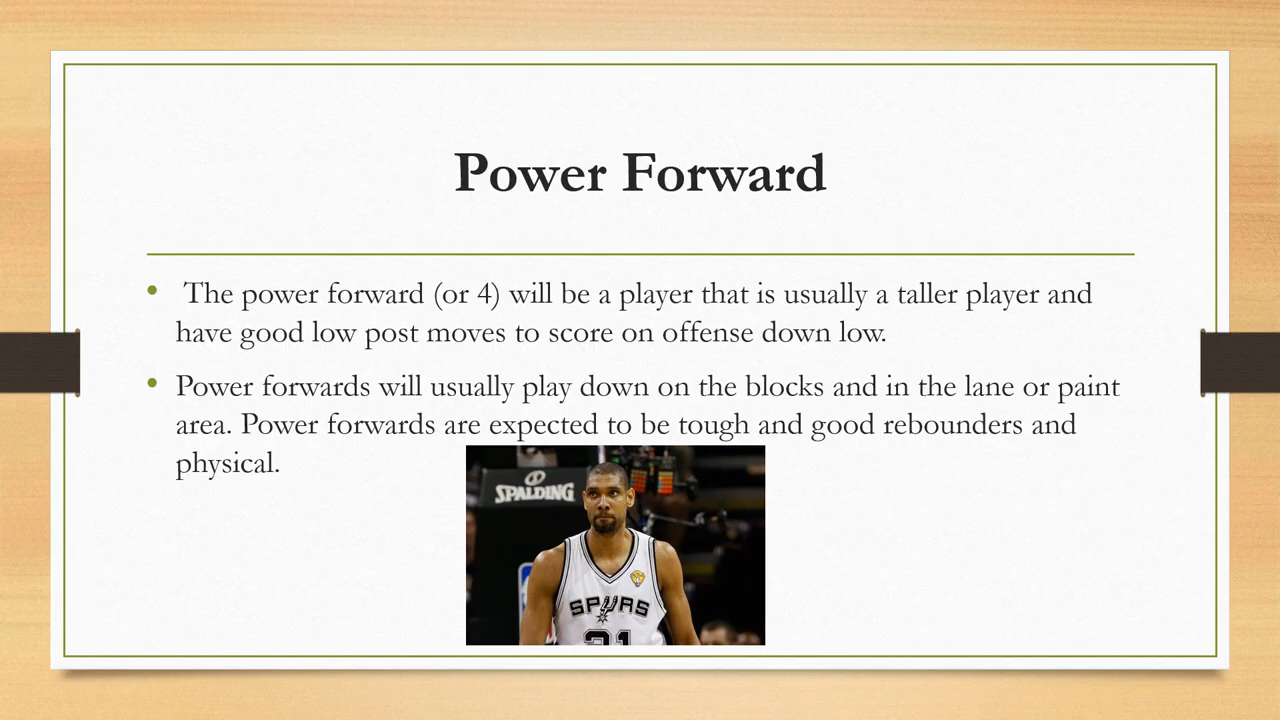 Power Forward
• The power forward (or 4) will be a player that is usually a taller player and
have good low post moves to score on offense down low.
• Power forwards will usually play down on the blocks and in the lane or paint
area. Power forwards are expected to be tough and good rebounders and
physical.
SPALDING
SPURS
21